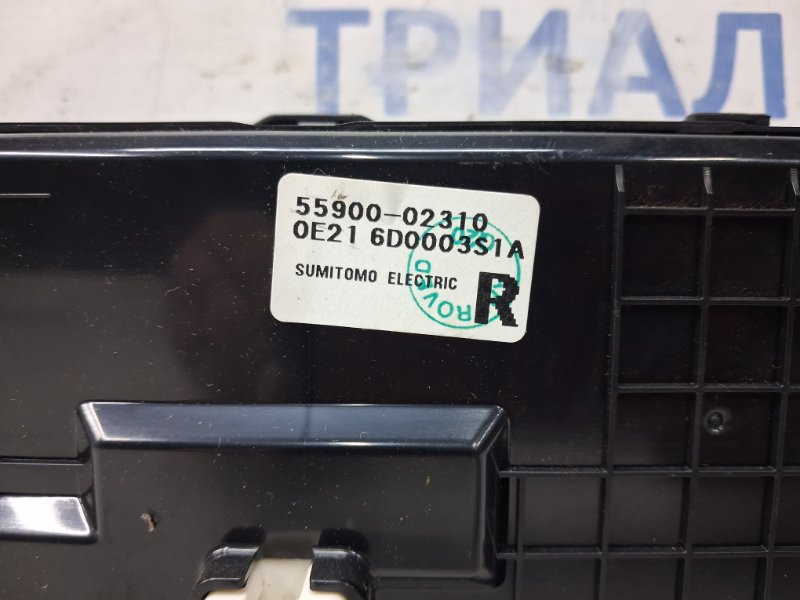 ТРИАЛ
55900-02310
0E21 6D0003S1A
SUMITOMO ELECTRIC
R